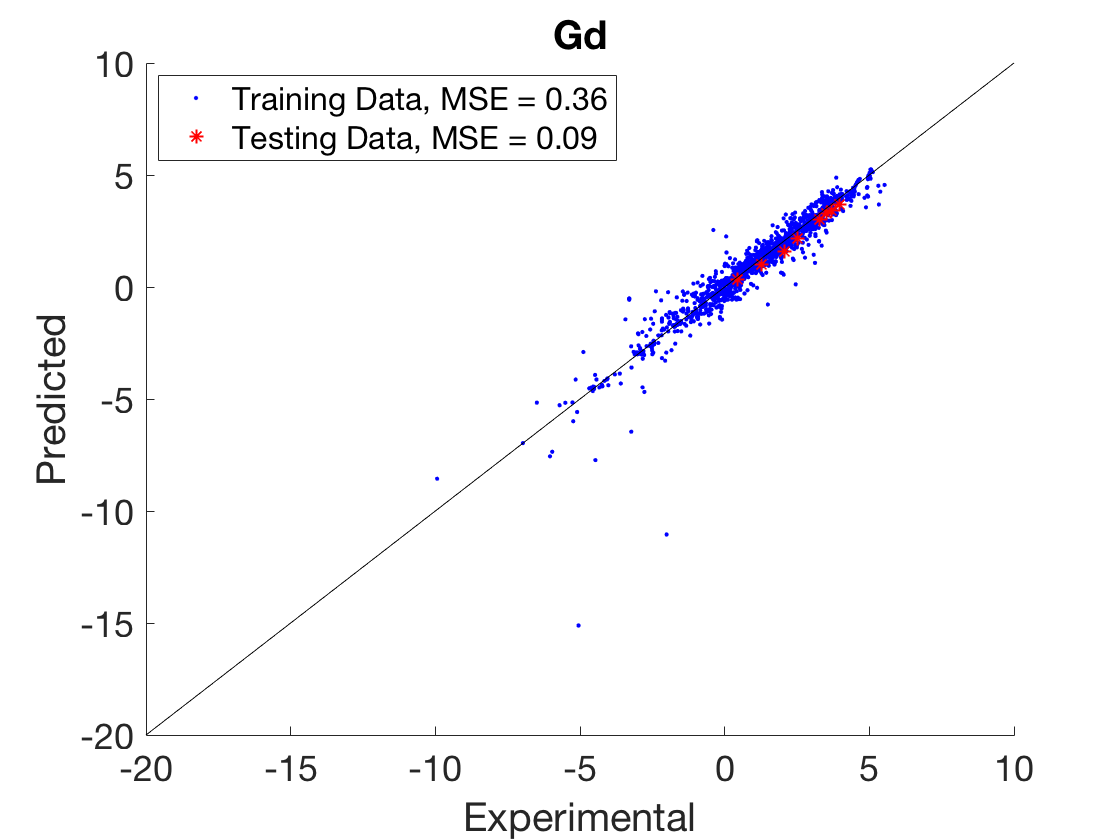 Gd
10
Training Data, MSE = 0.36
Testing Data, MSE = 0.09
5
0
-5
-10
-15
-20
Predicted
-20 -15 -10 -5 0 5 10
Experimental